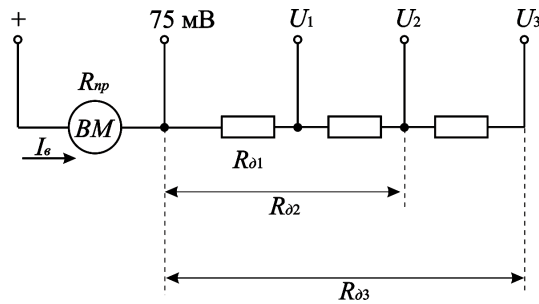 + 75 мВ U₁ U₂ U₃
Rпр
ВМ
Iв
Rд1
Rд2
Rд3